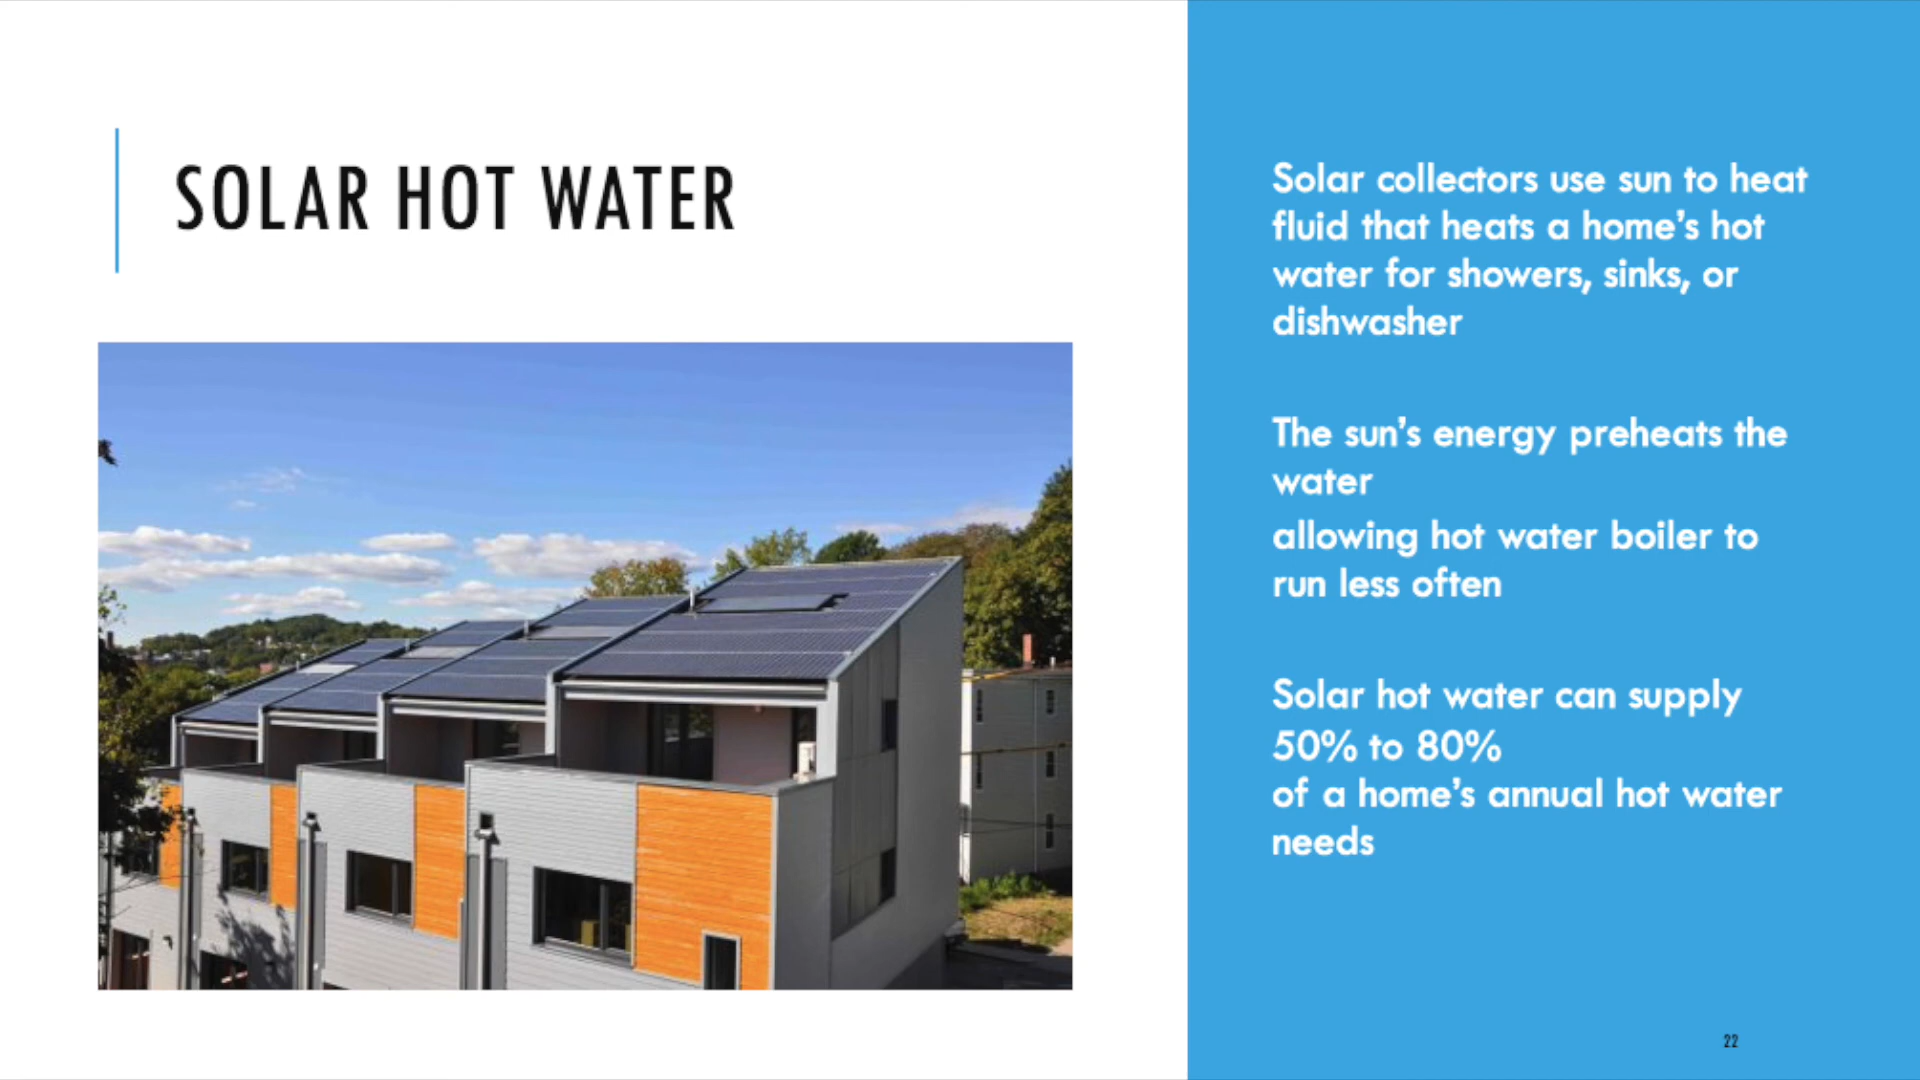 SOLAR HOT WATER
Solar collectors use sun to heat
fluid that heats a home's hot
water for showers, sinks, or
dishwasher
The sun's energy preheats the
water
allowing hot water boiler to
run less often
Solar hot water can supply
50% to 80%
of a home's annual hot water
needs
22